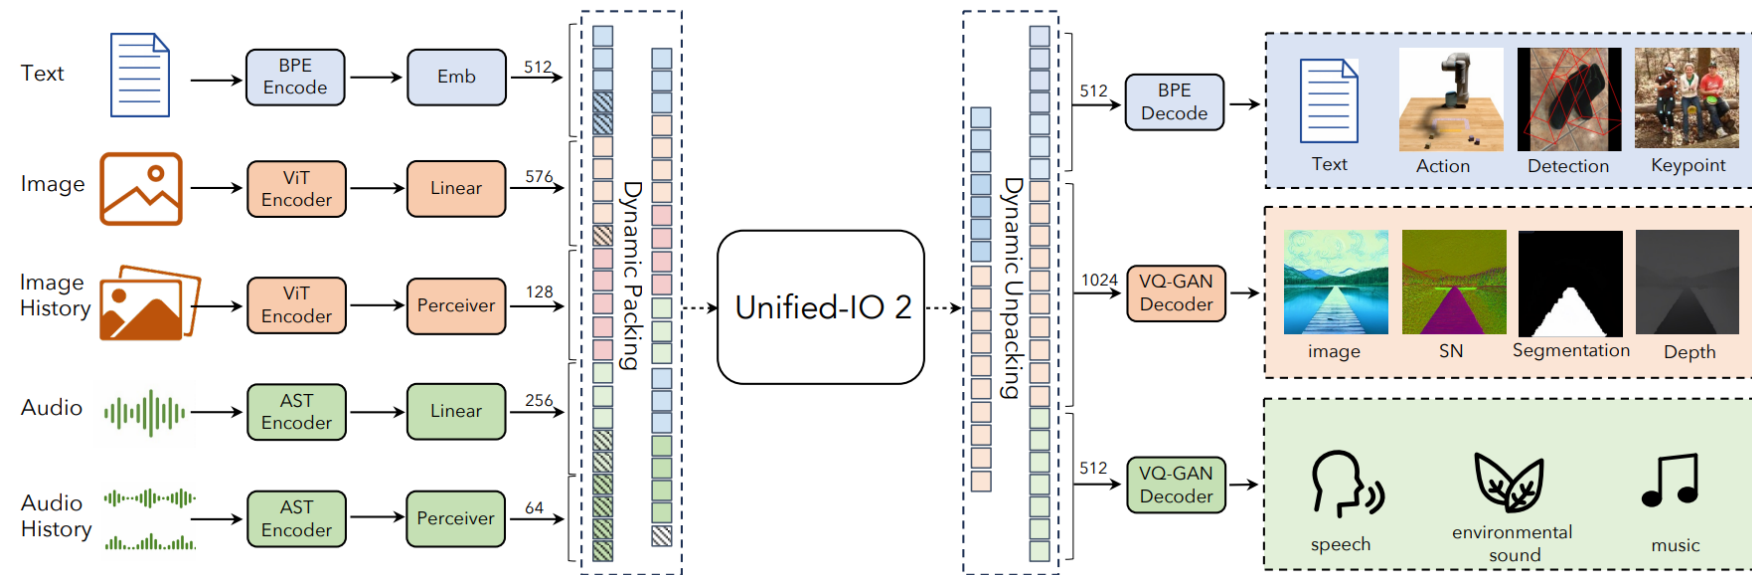 Text
BPE
Encode
Emb
512
Image
ViT
Encoder
Linear
576
Image
History
ViT
Encoder
Perceiver
128
Audio
AST
Encoder
Linear
256
Audio
History
AST
Encoder
Perceiver
64
Dynamic Packing
Unified-IO 2
Dynamic Unpacking
512
BPE
Decode
Text
Action
Detection
Keypoint
1024
VQ-GAN
Decoder
image
SN
Segmentation
Depth
512
VQ-GAN
Decoder
speech
environmental
sound
music